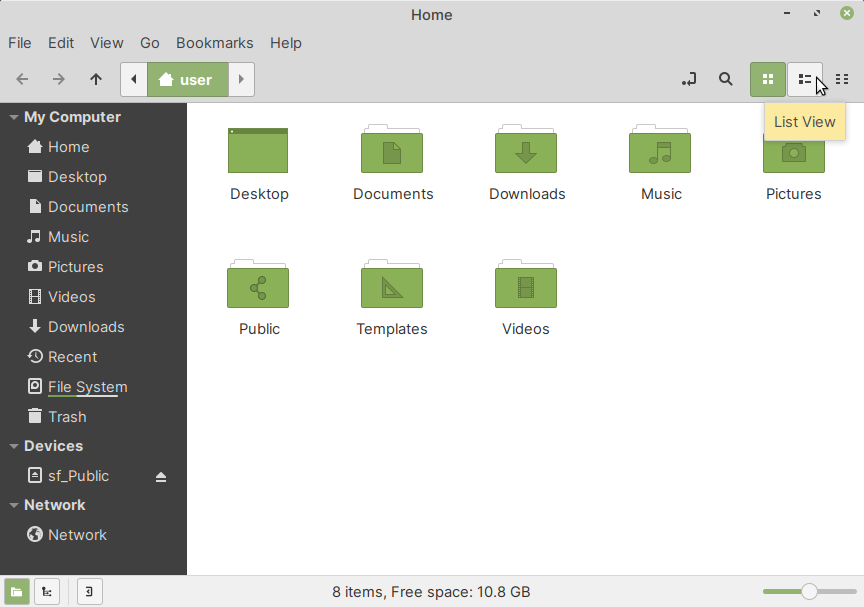 Home
File Edit View Go Bookmarks Help
user
List View
My Computer
Home
Desktop
Documents
Music
Pictures
Videos
Downloads
Recent
File System
Trash
Devices
sf_Public
Network
Network
Desktop Documents Downloads Music Pictures
Public Templates Videos
8 items, Free space: 10.8 GB